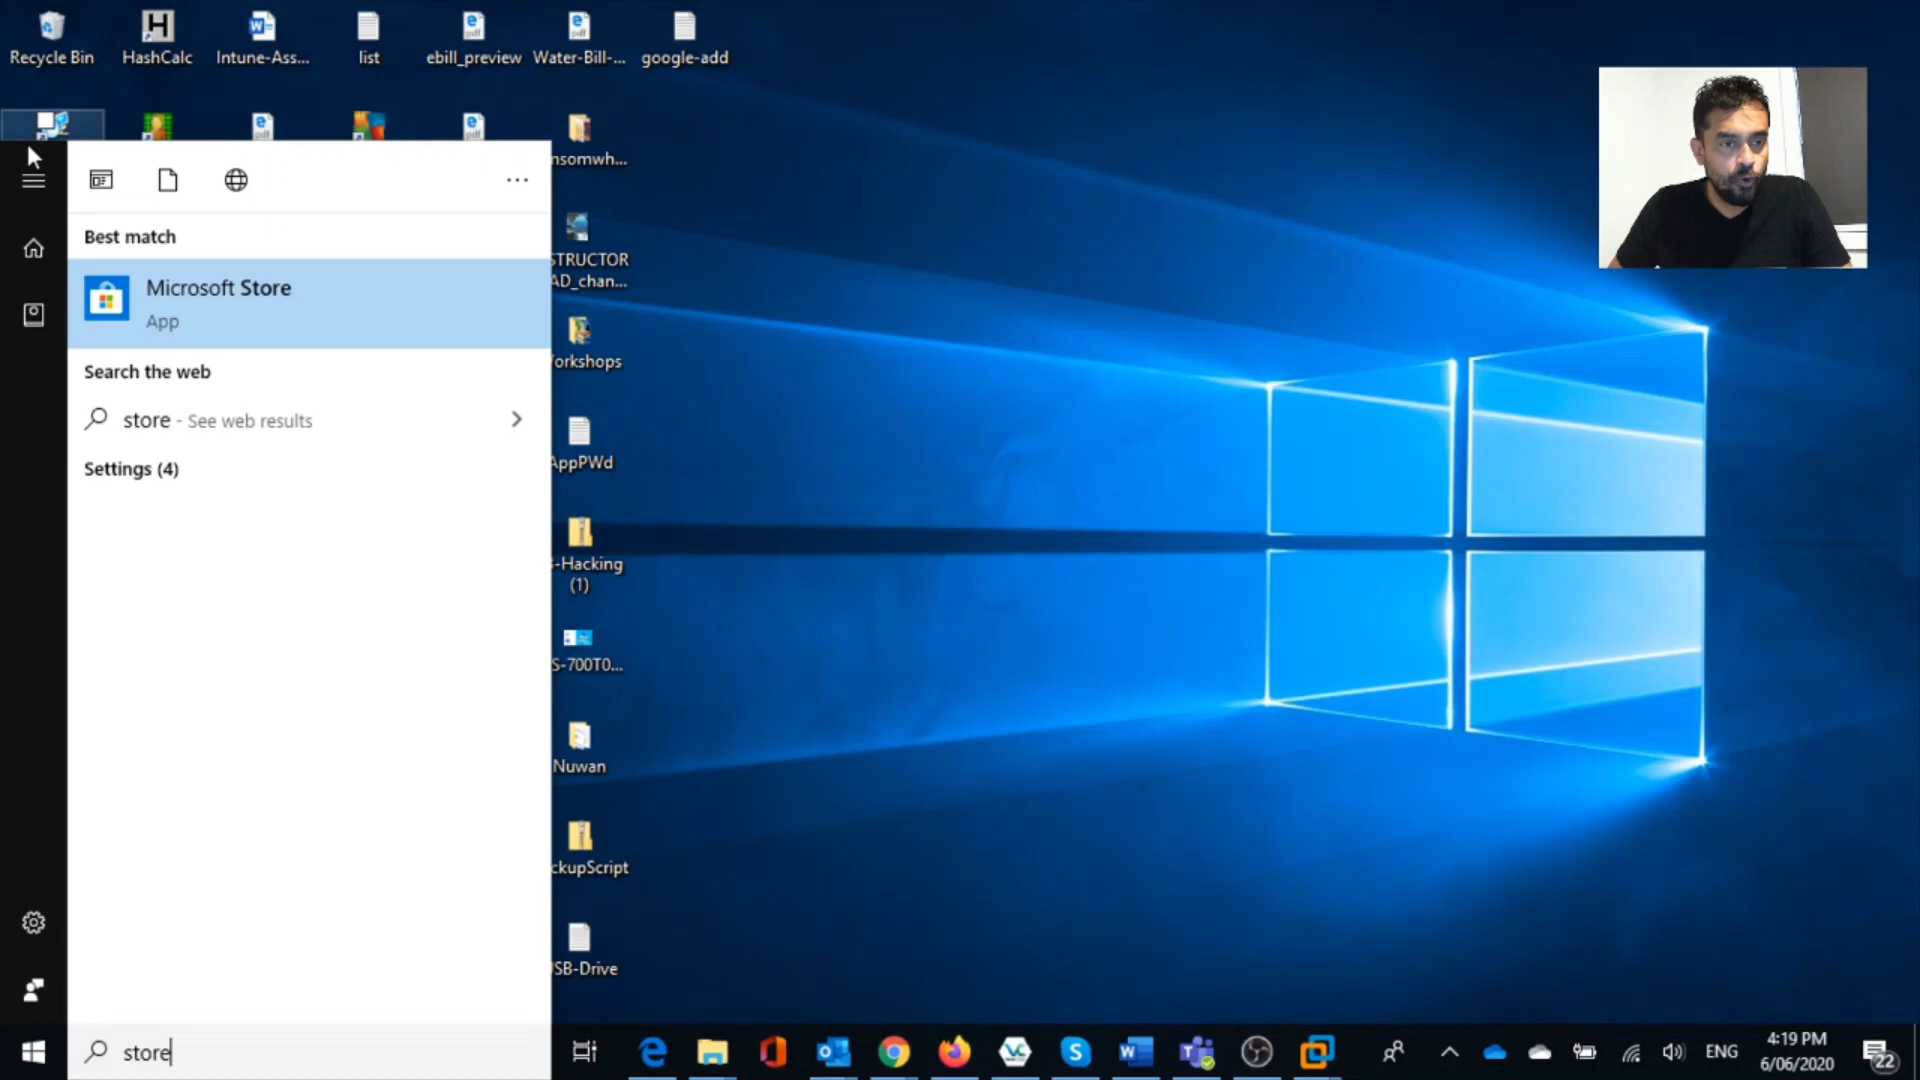 Recycle Bin
HashCalc
Intune-Ass...
list
ebill_preview
Water-Bill-...
google-add
nsomwh...
STRUCTOR
AD_chan...
orkshops
AppPWd
-Hacking
(1)
S-700T0...
Nuwan
ckupScript
SB-Drive
...
Best match
Microsoft Store
App
Search the web
store - See web results
Settings (4)
store
ENG
4:19 PM
6/06/2020
22